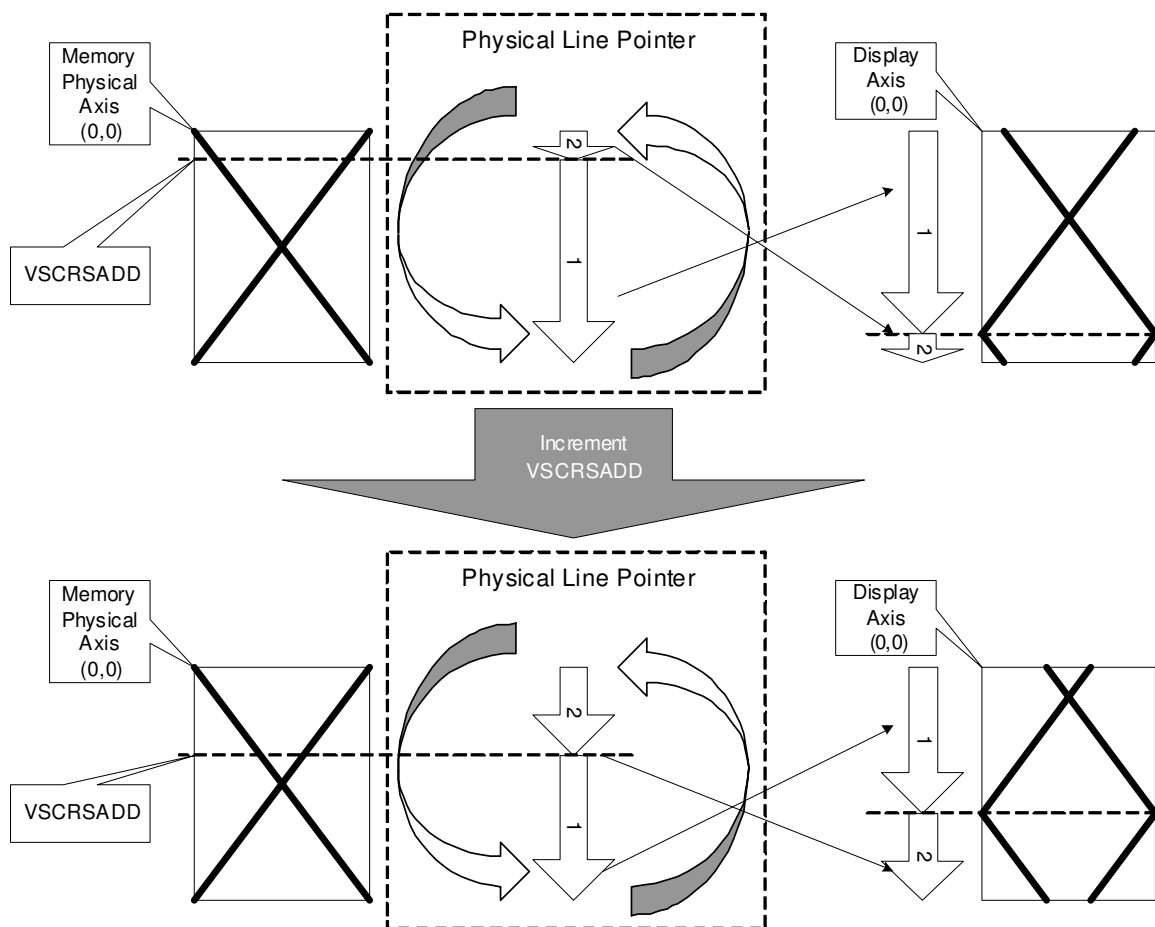 Physical Line Pointer
Memory
Physical
Axis
(0,0)
Display
Axis
(0,0)
2
1
1
VSCRSADD
2
Increment
VSCRSADD
Physical Line Pointer
Memory
Physical
Axis
(0,0)
Display
Axis
(0,0)
2
1
VSCRSADD
1
2